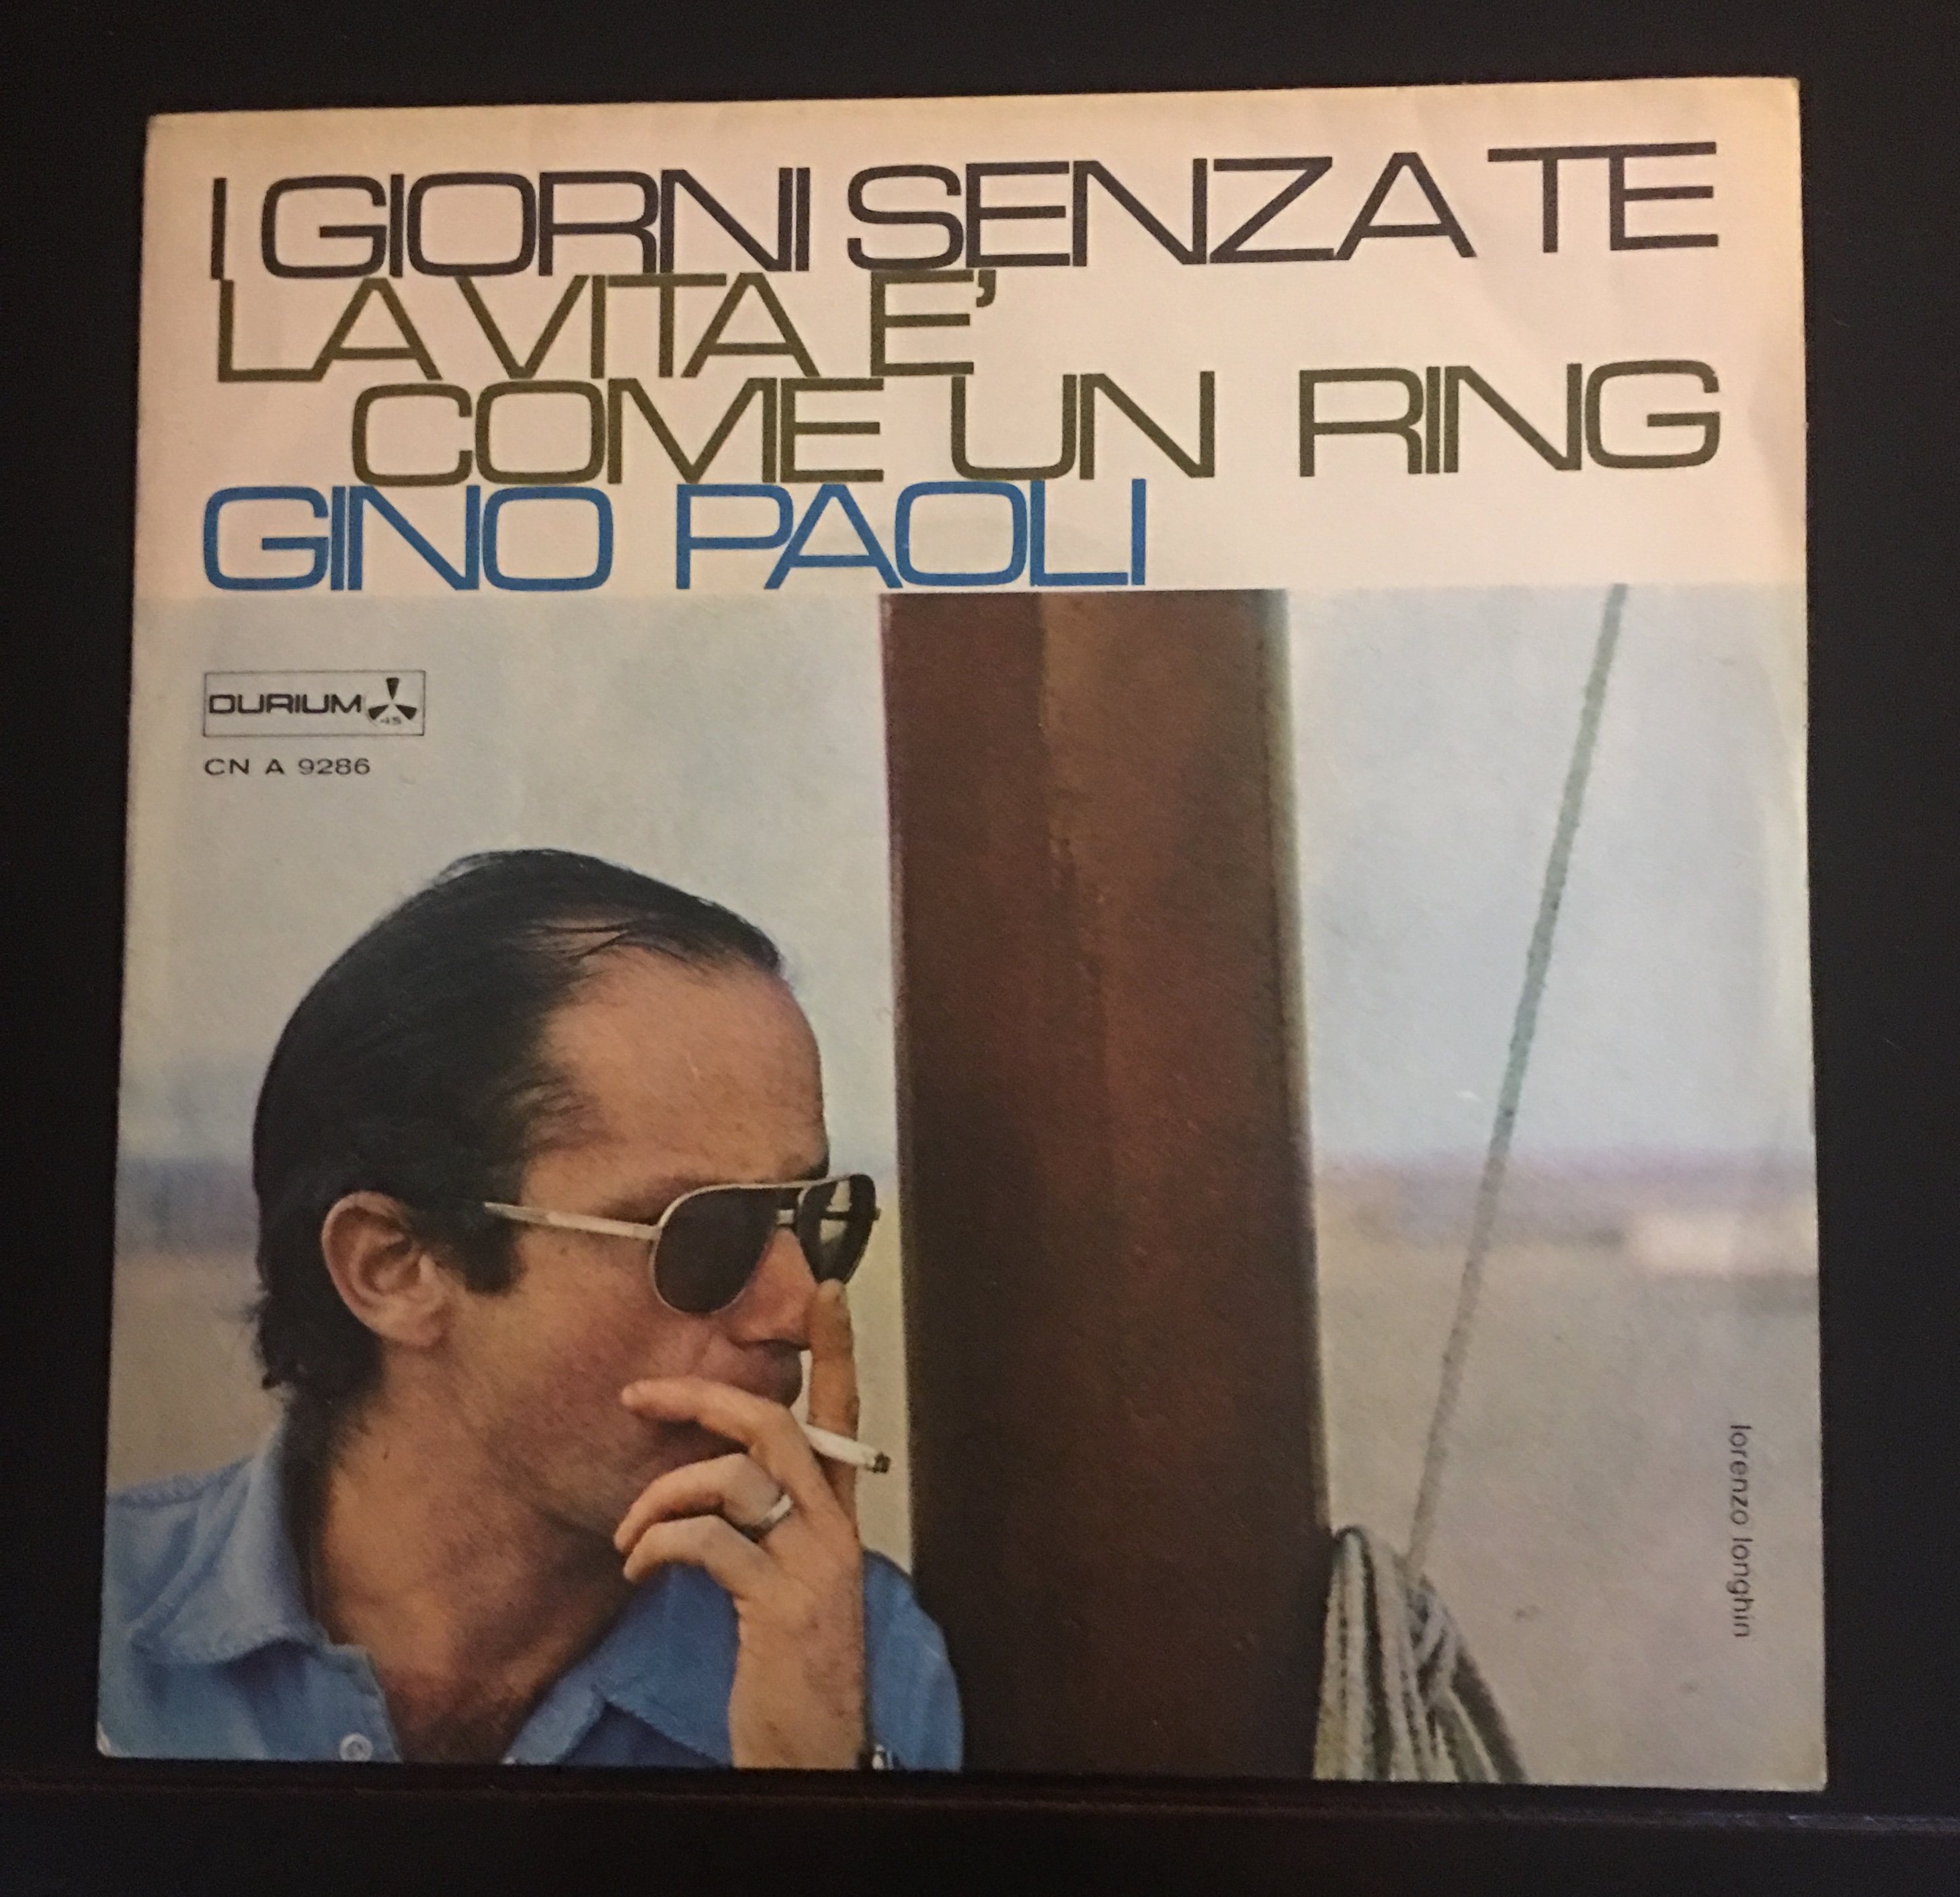 I GIORNI SENZA TE
LA VITA E'
COME UN RING
GINO PAOLI
DURIUM
45
CN A 9286
lorenzo longhin